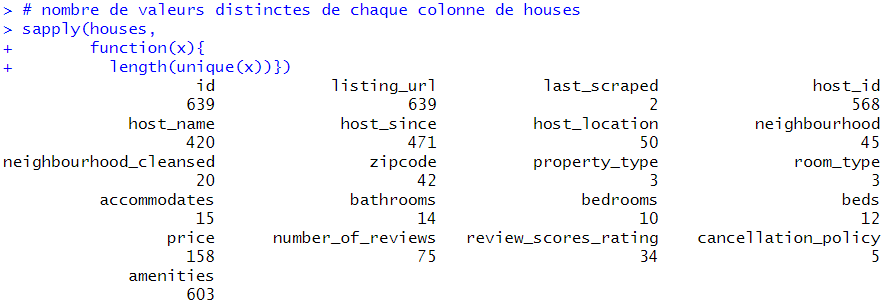 > # nombre de valeurs distinctes de chaque colonne de houses
> sapply(houses,
+        function(x){
+          length(unique(x))})
                  id          listing_url         last_scraped              host_id
                 639                  639                    2                  568
           host_name           host_since        host_location        neighbourhood
                 420                  471                   50                   45
neighbourhood_cleansed              zipcode        property_type            room_type
                  20                   42                    3                    3
        accommodates            bathrooms             bedrooms                 beds
                  15                   14                   10                   12
               price    number_of_reviews review_scores_rating  cancellation_policy
                 158                   75                   34                    5
           amenities
                 603